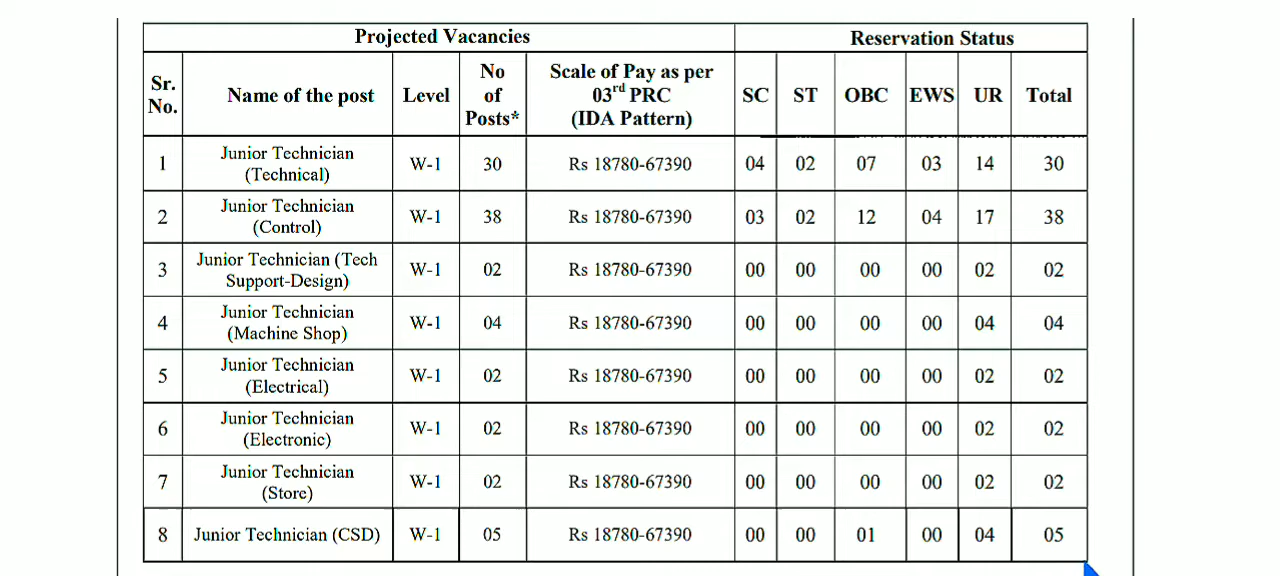 Projected Vacancies Reservation Status
Sr. No. Name of the post Level No of Posts* Scale of Pay as per 03rd PRC (IDA Pattern) SC ST OBC EWS UR Total
1 Junior Technician (Technical) W-1 30 Rs 18780-67390 04 02 07 03 14 30
2 Junior Technician (Control) W-1 38 Rs 18780-67390 03 02 12 04 17 38
3 Junior Technician (Tech Support-Design) W-1 02 Rs 18780-67390 00 00 00 00 02 02
4 Junior Technician (Machine Shop) W-1 04 Rs 18780-67390 00 00 00 00 04 04
5 Junior Technician (Electrical) W-1 02 Rs 18780-67390 00 00 00 00 02 02
6 Junior Technician (Electronic) W-1 02 Rs 18780-67390 00 00 00 00 02 02
7 Junior Technician (Store) W-1 02 Rs 18780-67390 00 00 00 00 02 02
8 Junior Technician (CSD) W-1 05 Rs 18780-67390 00 00 01 00 04 05